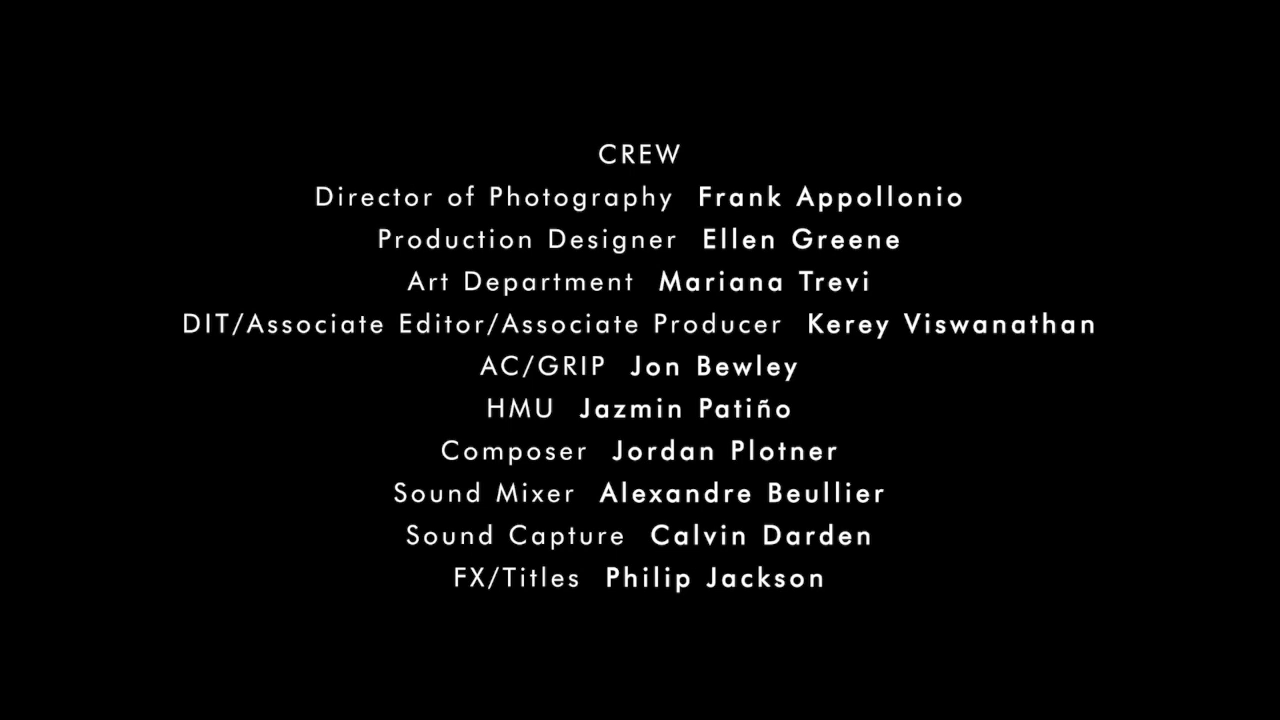 CREW
Director of Photography Frank Appollonio
Production Designer Ellen Greene
Art Department Mariana Trevi
DIT/Associate Editor/Associate Producer Kerey Viswanathan
AC/GRIP Jon Bewley
HMU Jazmin Patiño
Composer Jordan Plotner
Sound Mixer Alexandre Beullier
Sound Capture Calvin Darden
FX/Titles Philip Jackson